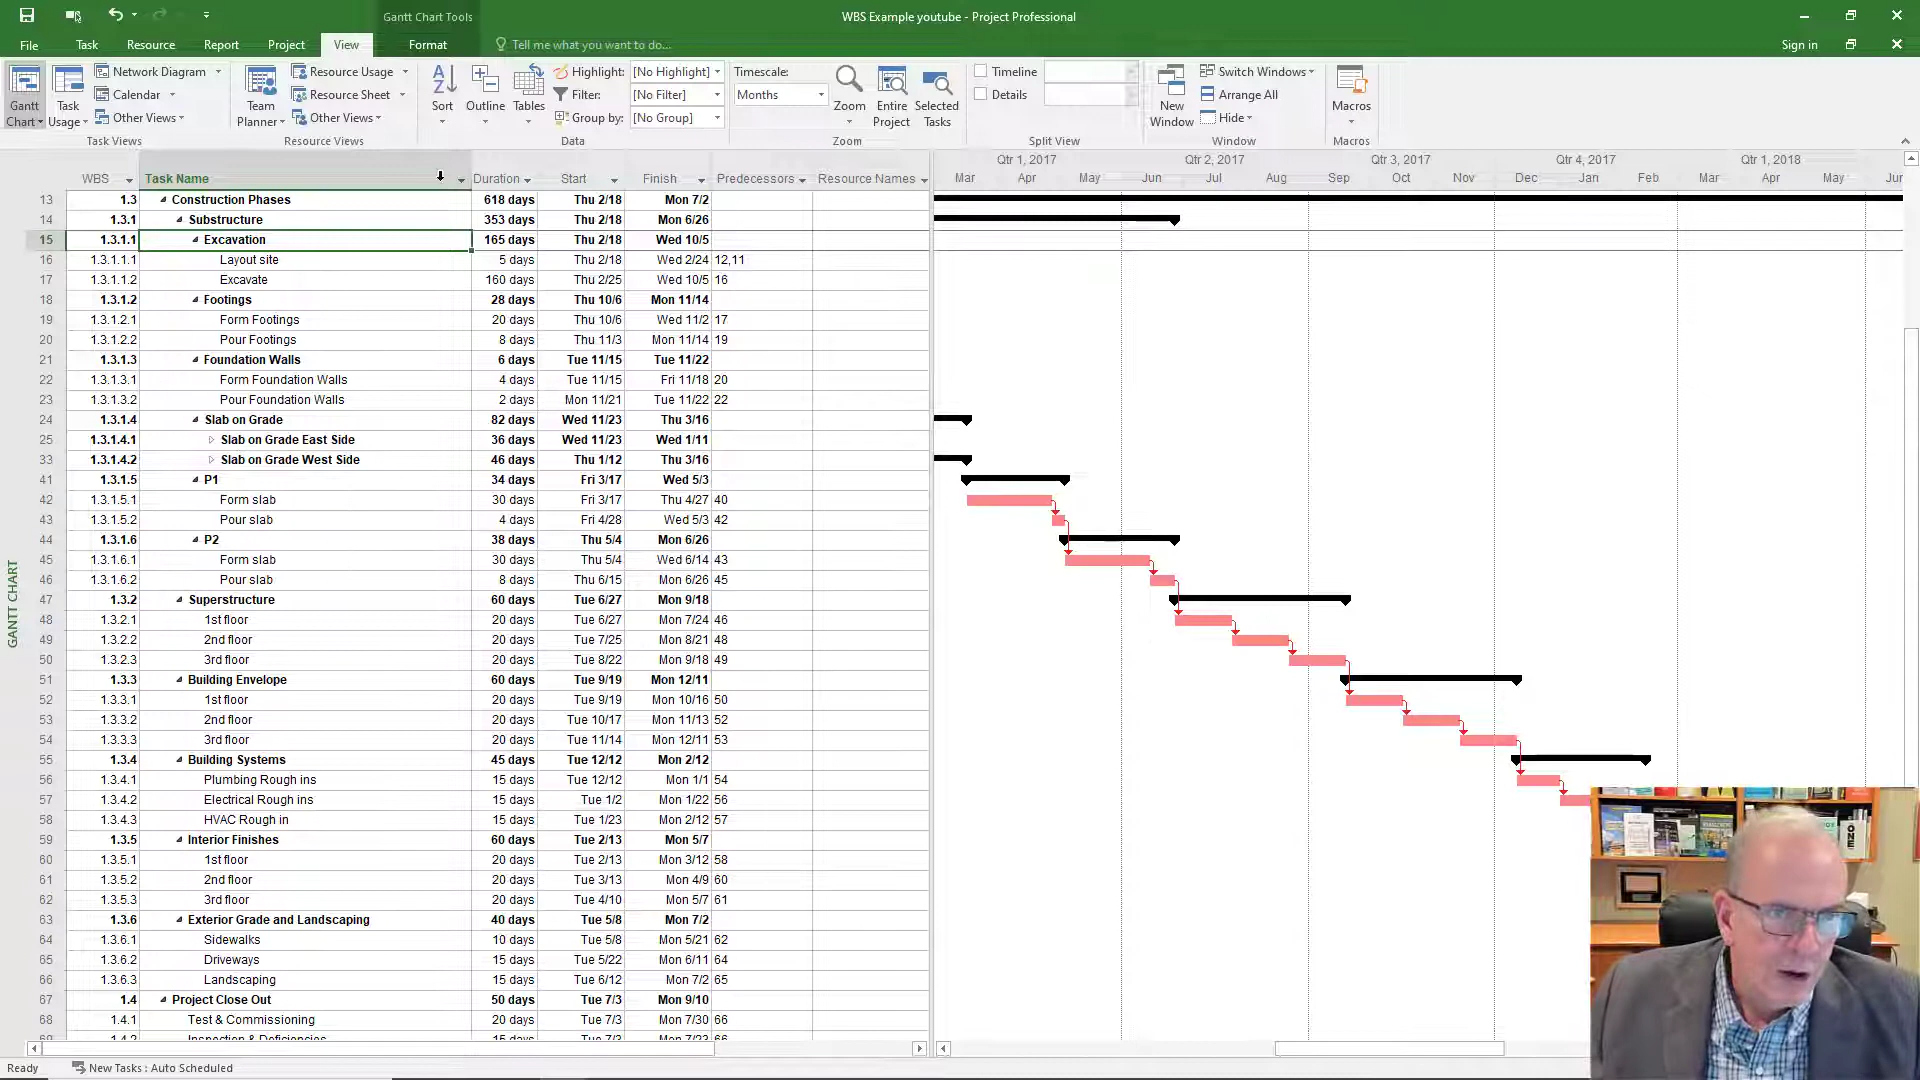 Gantt Chart Tools
WBS Example youtube - Project Professional
File Task Resource Report Project View Format Tell me what you want to do... Sign in
Gantt Chart
Task Usage
Network Diagram
Calendar
Other Views
Task Views
Team Planner
Resource Usage
Resource Sheet
Other Views
Resource Views
Sort
Outline
Tables
Highlight: [No Highlight]
Filter: [No Filter]
Group by: [No Group]
Data
Timescale:
Months
Zoom
Entire Project
Selected Tasks
Zoom
Timeline
Details
Split View
New Window
Switch Windows
Arrange All
Hide
Window
Macros
Macros
Qtr 1, 2017 Qtr 2, 2017 Qtr 3, 2017 Qtr 4, 2017 Qtr 1, 2018
WBS Task Name Duration Start Finish Predecessors Resource Names
Mar Apr May Jun Jul Aug Sep Oct Nov Dec Jan Feb Mar Apr May Jun
13 1.3 Construction Phases 618 days Thu 2/18 Mon 7/2
14 1.3.1 Substructure 353 days Thu 2/18 Mon 6/26
15 1.3.1.1 Excavation 165 days Thu 2/18 Wed 10/5
16 1.3.1.1.1 Layout site 5 days Thu 2/18 Wed 2/24 12,11
17 1.3.1.1.2 Excavate 160 days Thu 2/25 Wed 10/5 16
18 1.3.1.2 Footings 28 days Thu 10/6 Mon 11/14
19 1.3.1.2.1 Form Footings 20 days Thu 10/6 Wed 11/2 17
20 1.3.1.2.2 Pour Footings 8 days Thu 11/3 Mon 11/14 19
21 1.3.1.3 Foundation Walls 6 days Tue 11/15 Tue 11/22
22 1.3.1.3.1 Form Foundation Walls 4 days Tue 11/15 Fri 11/18 20
23 1.3.1.3.2 Pour Foundation Walls 2 days Mon 11/21 Tue 11/22 22
24 1.3.1.4 Slab on Grade 82 days Wed 11/23 Thu 3/16
25 1.3.1.4.1 Slab on Grade East Side 36 days Wed 11/23 Wed 1/11
33 1.3.1.4.2 Slab on Grade West Side 46 days Thu 1/12 Thu 3/16
41 1.3.1.5 P1 34 days Fri 3/17 Wed 5/3
42 1.3.1.5.1 Form slab 30 days Fri 3/17 Thu 4/27 40
43 1.3.1.5.2 Pour slab 4 days Fri 4/28 Wed 5/3 42
44 1.3.1.6 P2 38 days Thu 5/4 Mon 6/26
45 1.3.1.6.1 Form slab 30 days Thu 5/4 Wed 6/14 43
46 1.3.1.6.2 Pour slab 8 days Thu 6/15 Mon 6/26 45
47 1.3.2 Superstructure 60 days Tue 6/27 Mon 9/18
48 1.3.2.1 1st floor 20 days Tue 6/27 Mon 7/24 46
49 1.3.2.2 2nd floor 20 days Tue 7/25 Mon 8/21 48
50 1.3.2.3 3rd floor 20 days Tue 8/22 Mon 9/18 49
51 1.3.3 Building Envelope 60 days Tue 9/19 Mon 12/11
52 1.3.3.1 1st floor 20 days Tue 9/19 Mon 10/16 50
53 1.3.3.2 2nd floor 20 days Tue 10/17 Mon 11/13 52
54 1.3.3.3 3rd floor 20 days Tue 11/14 Mon 12/11 53
55 1.3.4 Building Systems 45 days Tue 12/12 Mon 2/12
56 1.3.4.1 Plumbing Rough ins 15 days Tue 12/12 Mon 1/1 54
57 1.3.4.2 Electrical Rough ins 15 days Tue 1/2 Mon 1/22 56
58 1.3.4.3 HVAC Rough in 15 days Tue 1/23 Mon 2/12 57
59 1.3.5 Interior Finishes 60 days Tue 2/13 Mon 5/7
60 1.3.5.1 1st floor 20 days Tue 2/13 Mon 3/12 58
61 1.3.5.2 2nd floor 20 days Tue 3/13 Mon 4/9 60
62 1.3.5.3 3rd floor 20 days Tue 4/10 Mon 5/7 61
63 1.3.6 Exterior Grade and Landscaping 40 days Tue 5/8 Mon 7/2
64 1.3.6.1 Sidewalks 10 days Tue 5/8 Mon 5/21 62
65 1.3.6.2 Driveways 15 days Tue 5/22 Mon 6/11 64
66 1.3.6.3 Landscaping 15 days Tue 6/12 Mon 7/2 65
67 1.4 Project Close Out 50 days Tue 7/3 Mon 9/10
68 1.4.1 Test & Commissioning 20 days Tue 7/3 Mon 7/30 66
69 1.4.2 Inspection & Deficiencies 15 days Tue 7/3 Mon 7/23 66
GANTT CHART
ONE
Ready New Tasks : Auto Scheduled